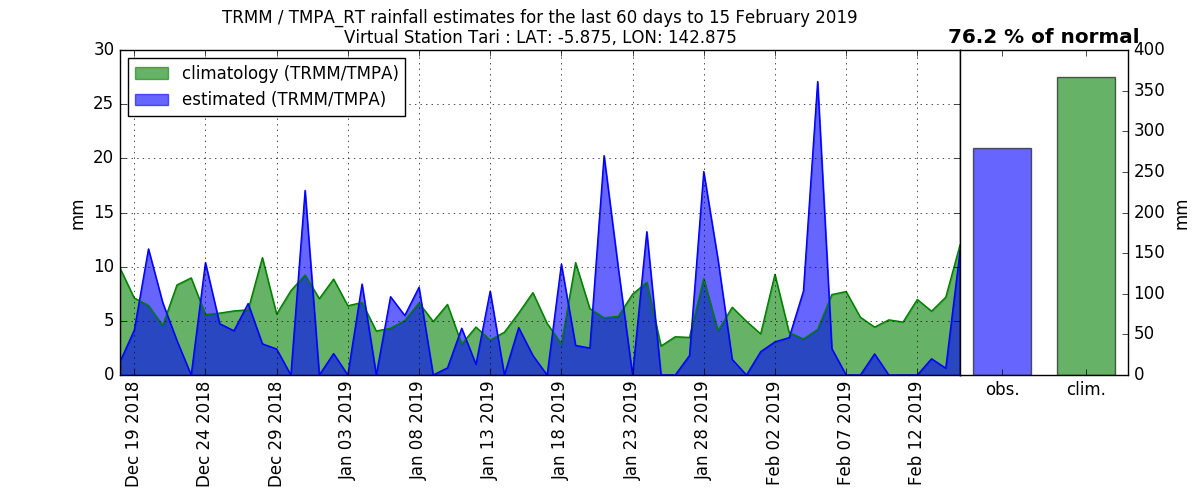 TRMM / TMPA_RT rainfall estimates for the last 60 days to 15 February 2019
Virtual Station Tari : LAT: -5.875, LON: 142.875
76.2 % of normal
climatology (TRMM/TMPA)
estimated (TRMM/TMPA)
mm
30
25
20
15
10
5
0
Dec 19 2018
Dec 24 2018
Dec 29 2018
Jan 03 2019
Jan 08 2019
Jan 13 2019
Jan 18 2019
Jan 23 2019
Jan 28 2019
Feb 02 2019
Feb 07 2019
Feb 12 2019
obs.
clim.
400
350
300
250
200
150
100
50
0
mm